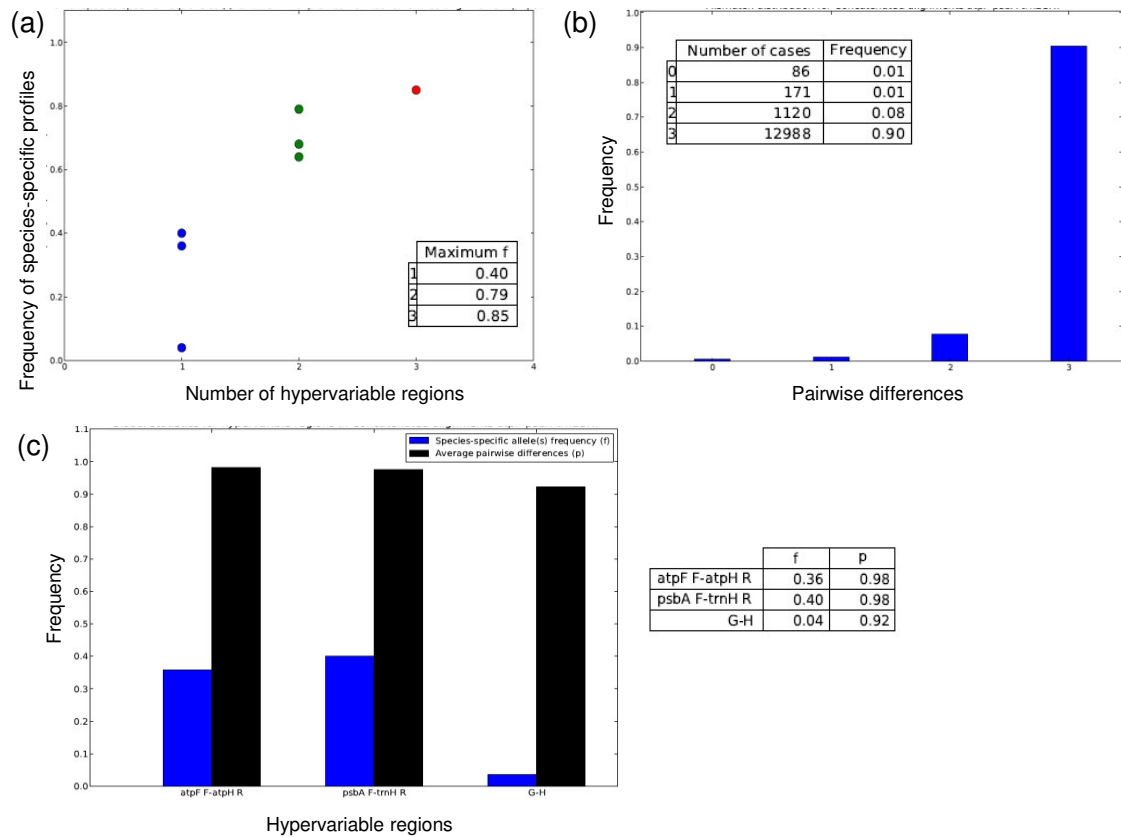 (a)
1.0
0.8
0.6
0.4
0.2
0.0
0 1 2 3 4
Frequency of species-specific profiles
Number of hypervariable regions
Maximum f
1 0.40
2 0.79
3 0.85
(b)
Mismatch distribution for concatenated alignments
1.0
0.9
0.8
0.7
0.6
0.5
0.4
0.3
0.2
0.1
0.0
0 1 2 3
Frequency
Pairwise differences
Number of cases Frequency
0 86 0.01
1 171 0.01
2 1120 0.08
3 12988 0.90
(c)
1.1
1.0
0.9
0.8
0.7
0.6
0.5
0.4
0.3
0.2
0.1
0.0
Frequency
Species-specific allele(s) frequency (f)
Average pairwise differences (p)
atpF F-atpH R psbA F-trnH R G-H
Hypervariable regions
f p
atpF F-atpH R 0.36 0.98
psbA F-trnH R 0.40 0.98
G-H 0.04 0.92